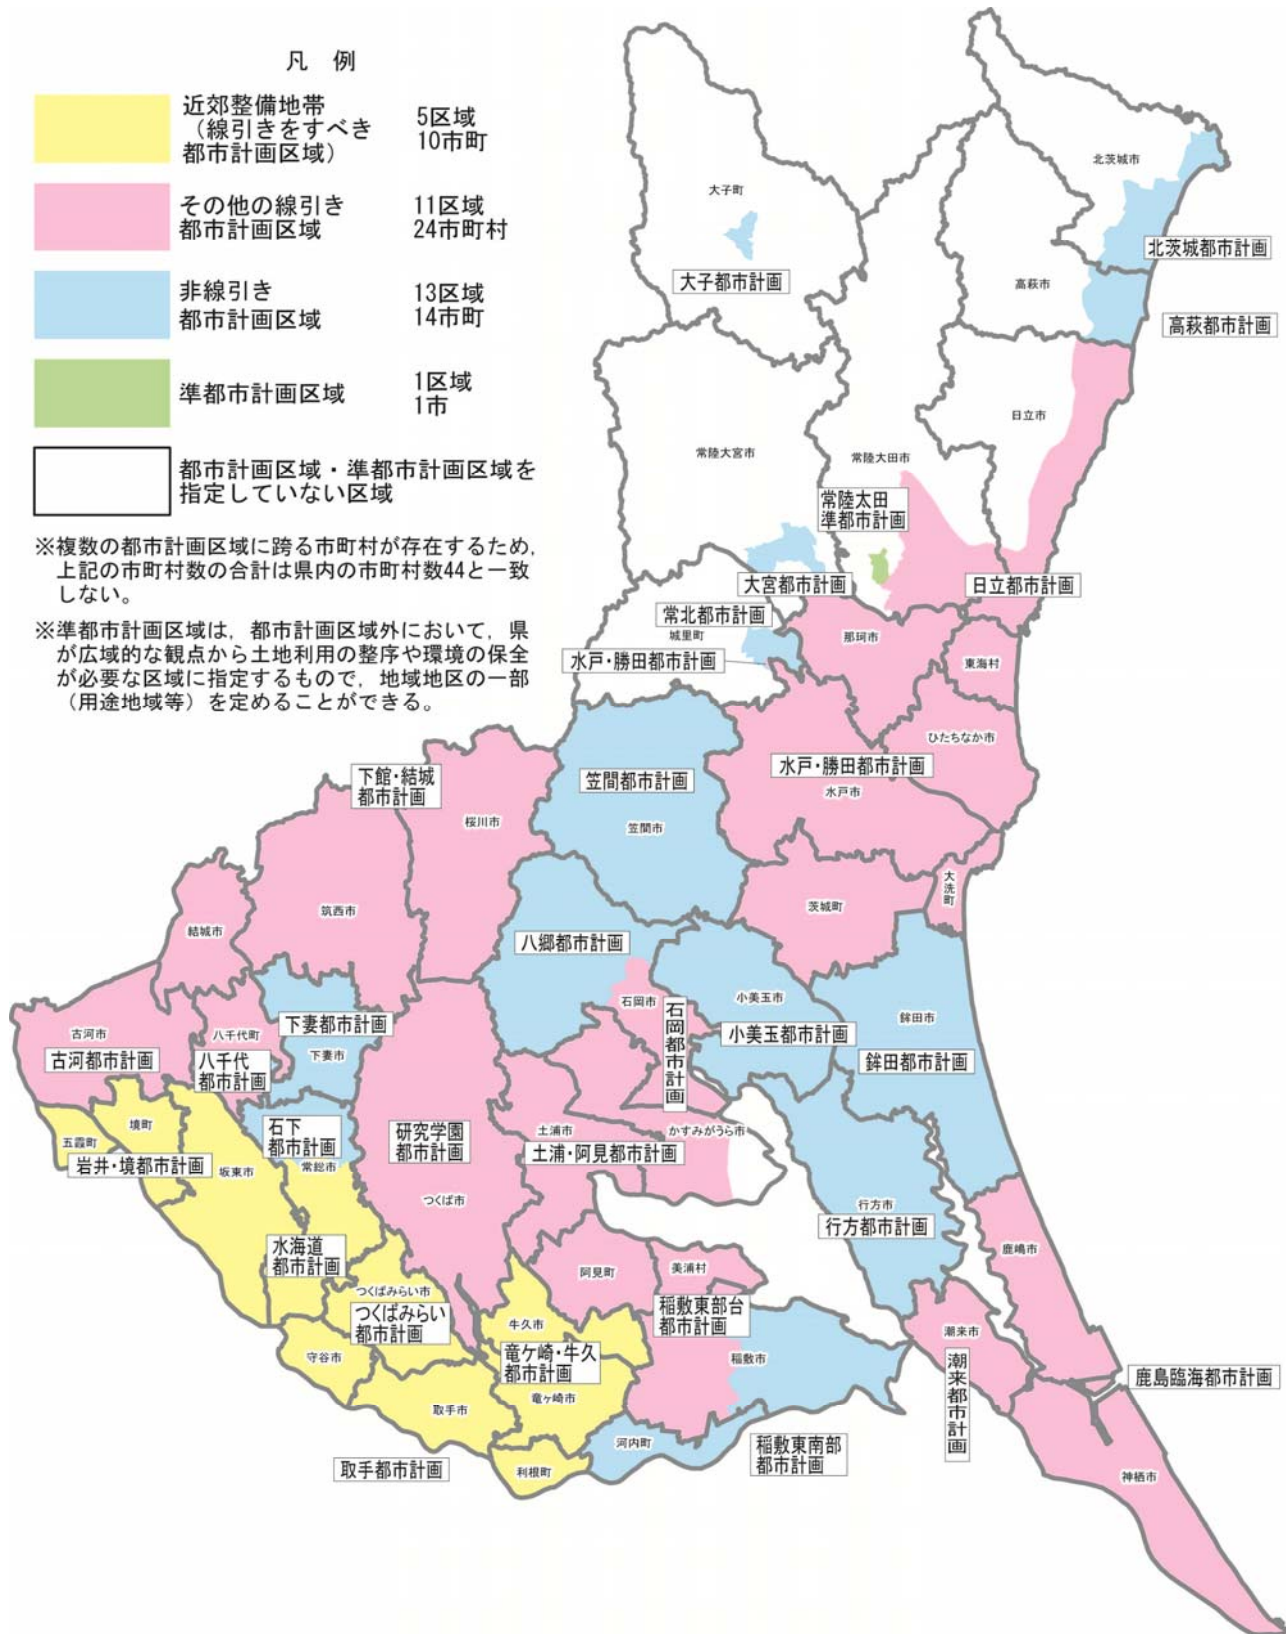 凡 例
近郊整備地帯
（線引きをすべき
都市計画区域）
5区域
10市町
その他の線引き
都市計画区域
11区域
24市町村
非線引き
都市計画区域
13区域
14市町
準都市計画区域
1区域
1市
都市計画区域・準都市計画区域を
指定していない区域
※複数の都市計画区域に跨る市町村が存在するため，
上記の市町村数の合計は県内の市町村数44と一致
しない。
※準都市計画区域は，都市計画区域外において，県
が広域的な観点から土地利用の整序や環境の保全
が必要な区域に指定するもので，地域地区の一部
（用途地域等）を定めることができる。
北茨城市
大子町
北茨城都市計画
大子都市計画
高萩市
高萩都市計画
日立市
常陸大宮市
常陸大田市
常陸太田
準都市計画
大宮都市計画
日立都市計画
常北都市計画
城里町
那珂市
水戸・勝田都市計画
東海村
ひたちなか市
下館・結城
都市計画
笠間都市計画
水戸・勝田都市計画
水戸市
桜川市
笠間市
大洗町
茨城町
筑西市
結城市
八郷都市計画
石岡市
小美玉市
石岡都市計画
小美玉都市計画
鉾田市
鉾田都市計画
古河市
古河都市計画
八千代町
八千代
都市計画
下妻都市計画
下妻市
五霞町
境町
岩井・境都市計画
坂東市
石下
都市計画
常総市
研究学園
都市計画
つくば市
土浦市
かすみがうら市
土浦・阿見都市計画
行方市
行方都市計画
水海道
都市計画
つくばみらい市
つくばみらい
都市計画
阿見町
美浦村
鹿嶋市
稲敷東部台
都市計画
牛久市
竜ケ崎・牛久
都市計画
守谷市
稲敷市
潮来市
潮来都市計画
鹿島臨海都市計画
取手市
竜ヶ崎市
取手都市計画
利根町
河内町
稲敷東南部
都市計画
神栖市